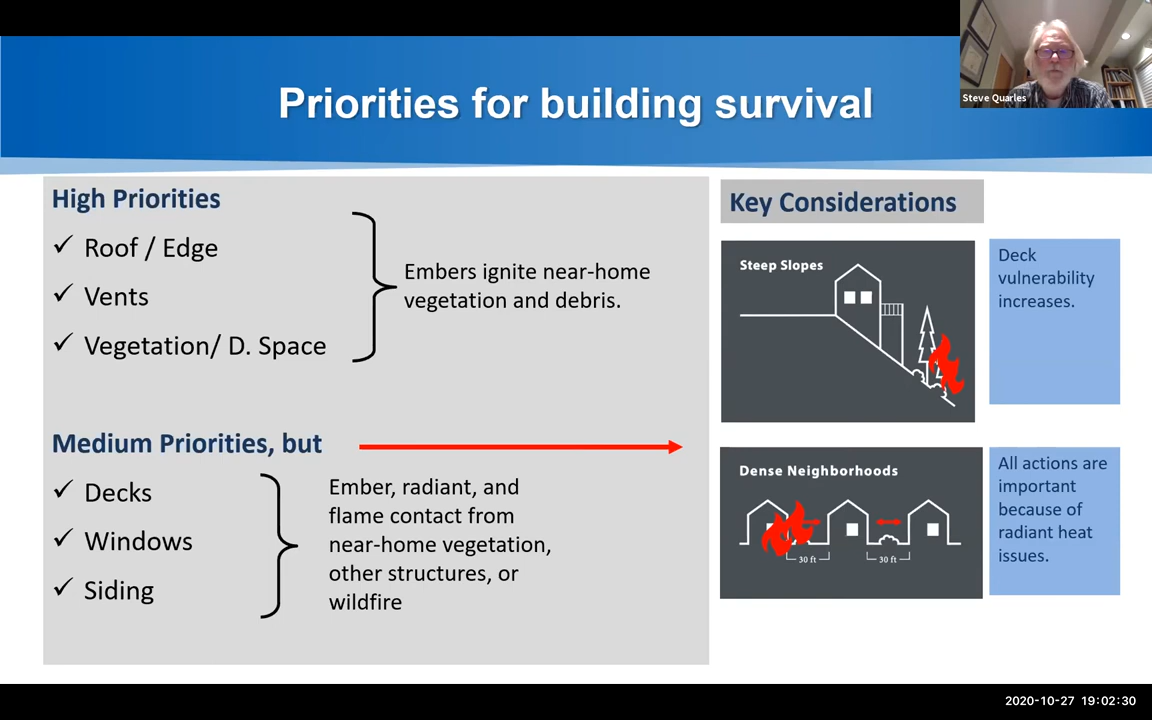 Priorities for building survival
Steve Quarles
High Priorities
✓ Roof / Edge
✓ Vents
✓ Vegetation/ D. Space
Embers ignite near-home
vegetation and debris.
Medium Priorities, but
✓ Decks
✓ Windows
✓ Siding
Ember, radiant, and
flame contact from
near-home vegetation,
other structures, or
wildfire
Key Considerations
Steep Slopes
Deck
vulnerability
increases.
Dense Neighborhoods
30 ft
30 ft
All actions are
important
because of
radiant heat
issues.
2020-10-27 19:02:30